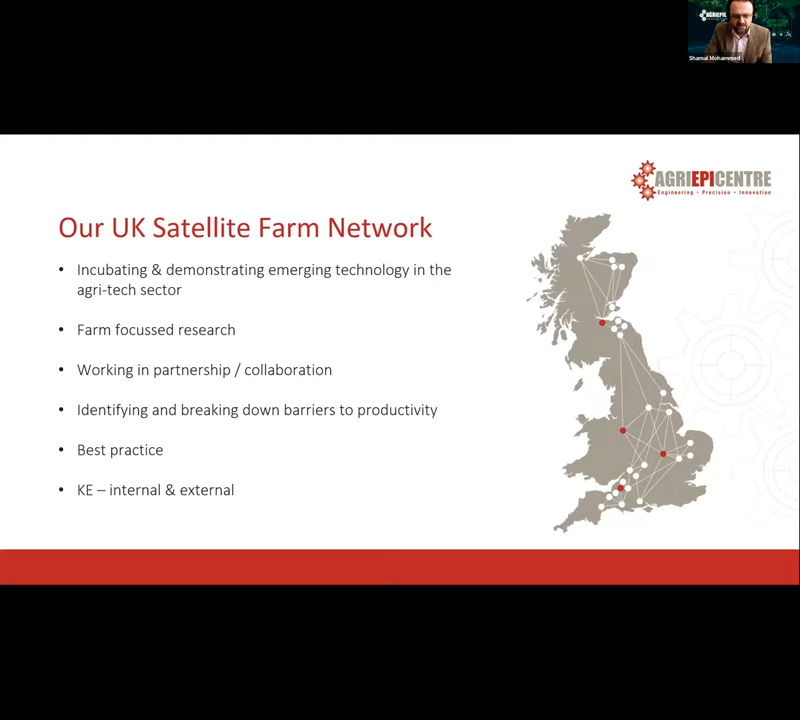 AGRIEPI
Shamal Mohammed
AGRIEPICENTRE
Engineering • Precision • Innovation
Our UK Satellite Farm Network
• Incubating & demonstrating emerging technology in the
agri-tech sector
• Farm focussed research
• Working in partnership / collaboration
• Identifying and breaking down barriers to productivity
• Best practice
• KE – internal & external